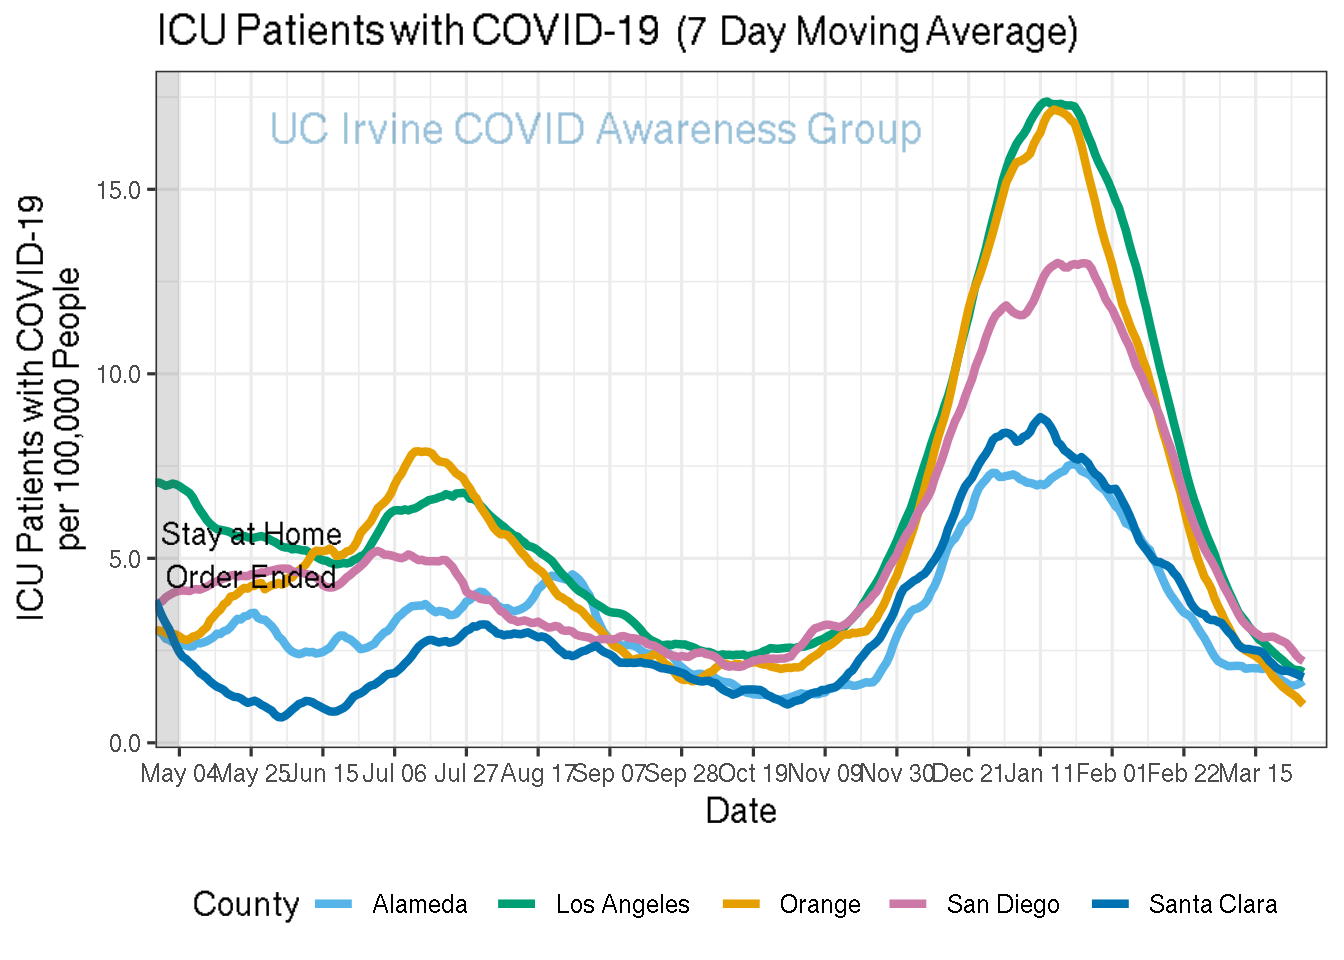 ICU Patients with COVID-19 (7 Day Moving Average)
UC Irvine COVID Awareness Group
ICU Patients with COVID-19
per 100,000 People
15.0
10.0
5.0
0.0
Stay at Home
Order Ended
May 04 May 25 Jun 15 Jul 06 Jul 27 Aug 17 Sep 07 Sep 28 Oct 19 Nov 09 Nov 30 Dec 21 Jan 11 Feb 01 Feb 22 Mar 15
Date
County Alameda Los Angeles Orange San Diego Santa Clara